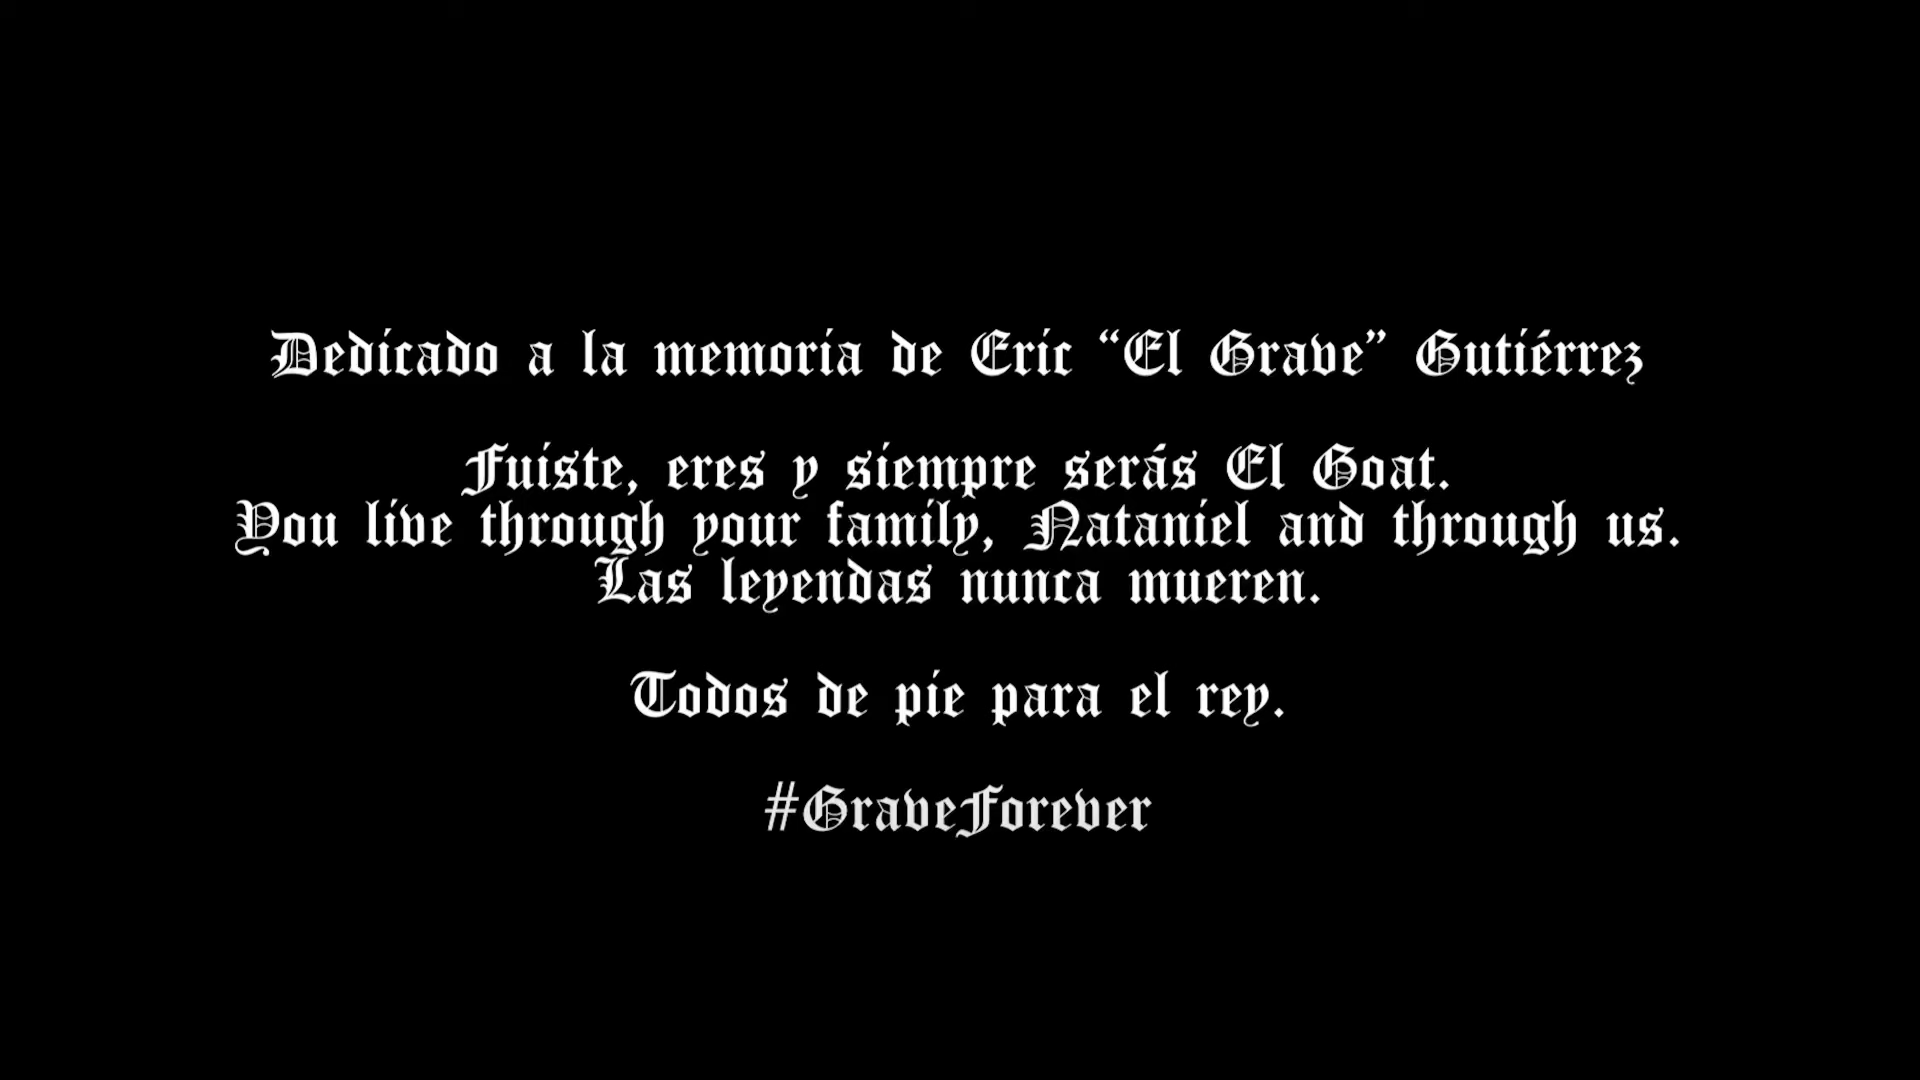 Dedicado a la memoria de Eric “El Grave” Gutiérrez
Fuiste, eres y siempre serás El Goat.
You live through your family, Nataniel and through us.
Las leyendas nunca mueren.
Todos de pie para el rey.
#GraveForever